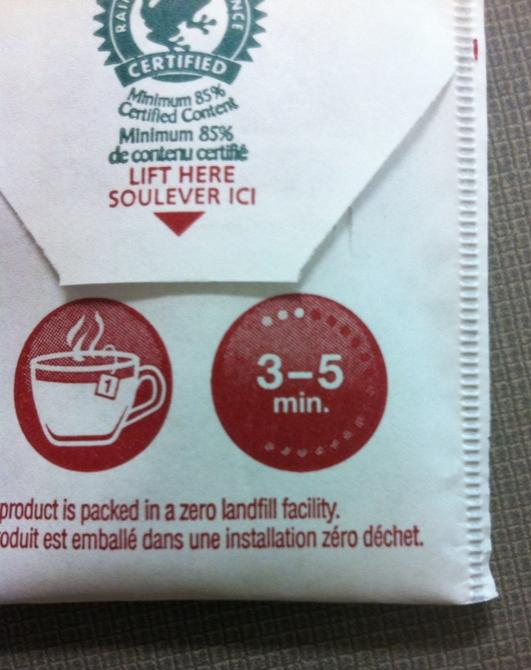 CERTIFIED
Minimum 85%
Certified Content
Minimum 85%
de contenu certifié
LIFT HERE
SOULEVER ICI
1
3–5
min.
product is packed in a zero landfill facility.
oduit est emballé dans une installation zéro déchet.